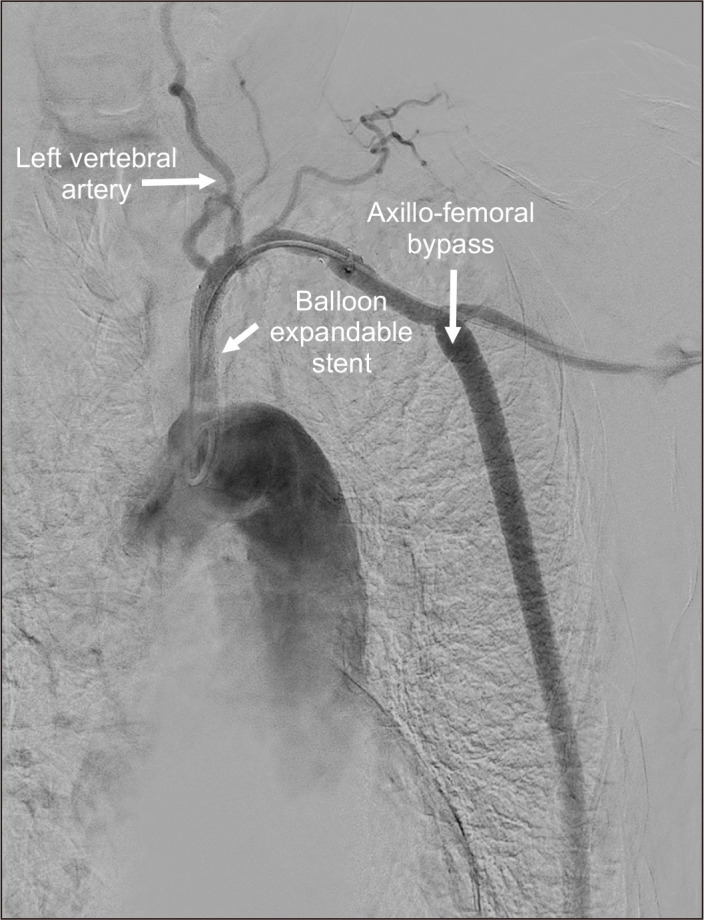 Left vertebral
artery
Axillo-femoral
bypass
Balloon
expandable
stent